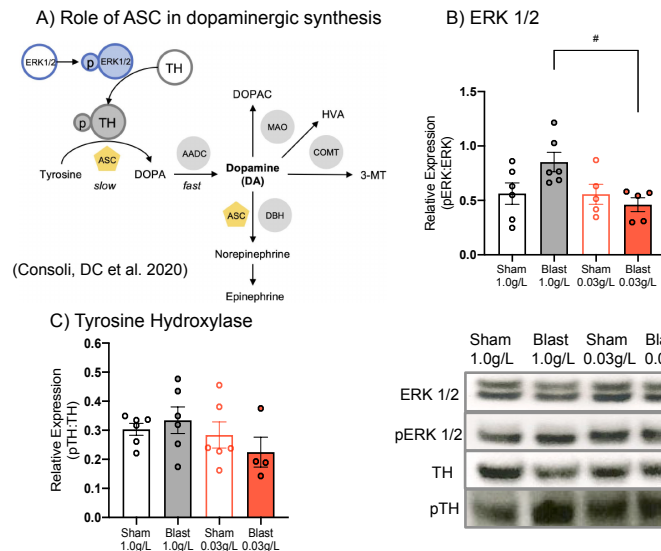 A) Role of ASC in dopaminergic synthesis
ERK1/2
p
ERK1/2
TH
p
TH
ASC
Tyrosine
slow
DOPA
AADC
fast
Dopamine
(DA)
DOPAC
MAO
HVA
COMT
3-MT
ASC
DBH
Norepinephrine
Epinephrine
(Consoli, DC et al. 2020)
B) ERK 1/2
#
Relative Expression
(pERK:ERK)
1.5
1.0
0.5
0.0
Sham Blast Sham Blast
1.0g/L 1.0g/L 0.03g/L 0.03g/L
C) Tyrosine Hydroxylase
Relative Expression
(pTH:TH)
0.6
0.5
0.4
0.3
0.2
0.1
0.0
Sham Blast Sham Blast
1.0g/L 1.0g/L 0.03g/L 0.03g/L
Sham Blast Sham Bla
1.0g/L 1.0g/L 0.03g/L 0.0
ERK 1/2
pERK 1/2
TH
pTH